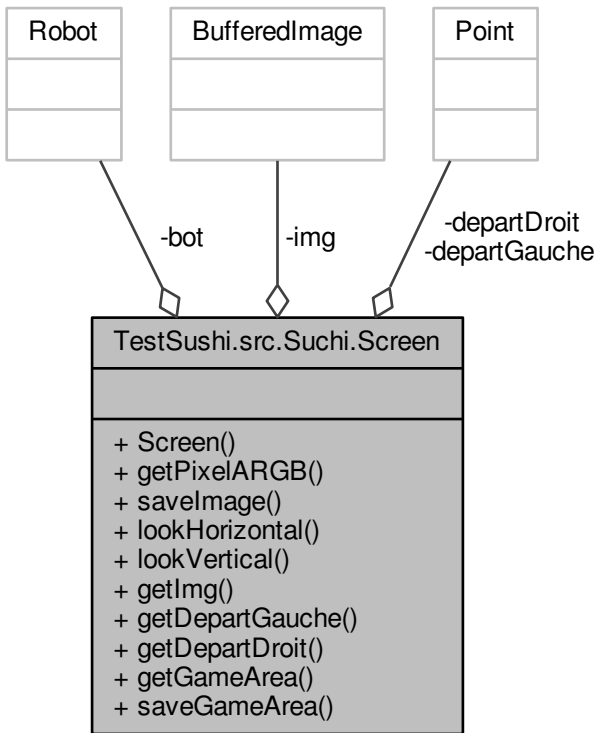 Robot
BufferedImage
Point
-bot
-img
-departDroit
-departGauche
TestSushi.src.Suchi.Screen
+ Screen()
+ getPixelARGB()
+ saveImage()
+ lookHorizontal()
+ lookVertical()
+ getImg()
+ getDepartGauche()
+ getDepartDroit()
+ getGameArea()
+ saveGameArea()